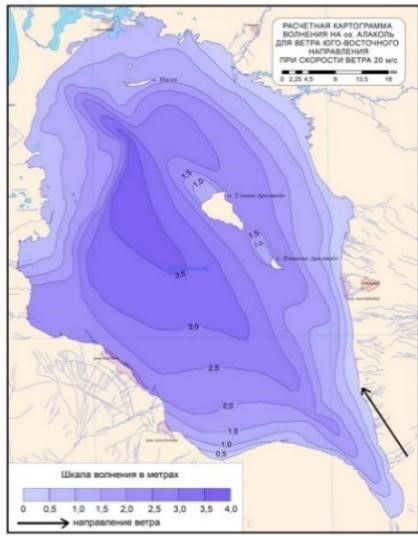 РАСЧЕТНАЯ КАРТОГРАММА
ВОЛНЕНИЯ НА оз. АЛАКОЛЬ
ДЛЯ ВЕТРА ЮГО-ВОСТОЧНОГО
НАПРАВЛЕНИЯ
ПРИ СКОРОСТИ ВЕТРА 20 м/с
0 2,25 4,5 9 13,5 18
1,5
1,0
1,5
3,5
3,0
2,5
2,0
1,5
1,0
0,5
Шкала волнения в метрах
0 0,5 1,0 1,5 2,0 2,5 3,0 3,5 4,0
направление ветра